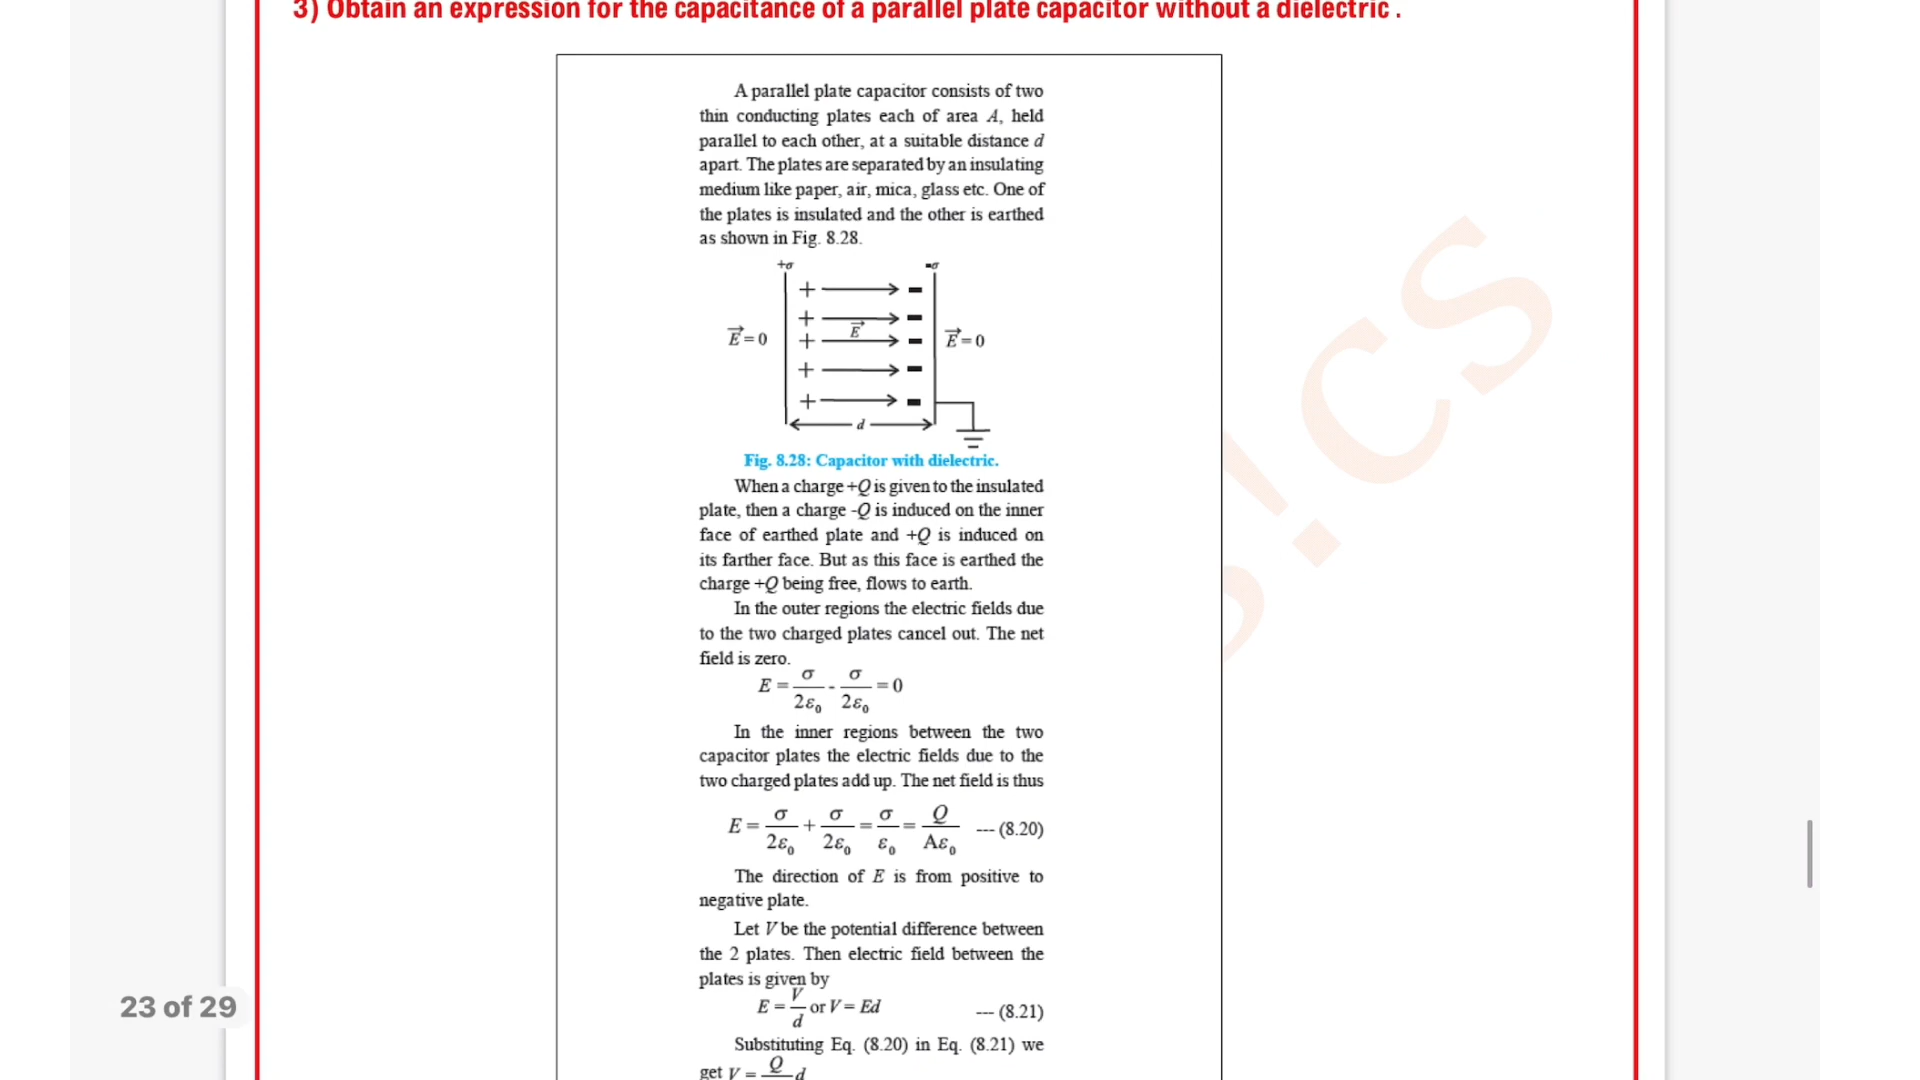 3) Obtain an expression for the capacitance of a parallel plate capacitor without a dielectric .
A parallel plate capacitor consists of two
thin conducting plates each of area A, held
parallel to each other, at a suitable distance d
apart. The plates are separated by an insulating
medium like paper, air, mica, glass etc. One of
the plates is insulated and the other is earthed
as shown in Fig. 8.28.
+σ -σ
E⃗ = 0 E⃗ E⃗ = 0
d
Fig. 8.28: Capacitor with dielectric.
When a charge +Q is given to the insulated
plate, then a charge -Q is induced on the inner
face of earthed plate and +Q is induced on
its farther face. But as this face is earthed the
charge +Q being free, flows to earth.
In the outer regions the electric fields due
to the two charged plates cancel out. The net
field is zero.
E = σ/2ε₀ - σ/2ε₀ = 0
In the inner regions between the two
capacitor plates the electric fields due to the
two charged plates add up. The net field is thus
E = σ/2ε₀ + σ/2ε₀ = σ/ε₀ = Q/Aε₀ --- (8.20)
The direction of E is from positive to
negative plate.
Let V be the potential difference between
the 2 plates. Then electric field between the
plates is given by
E = V/d or V = Ed --- (8.21)
Substituting Eq. (8.20) in Eq. (8.21) we
get V = Q d
23 of 29
!CS